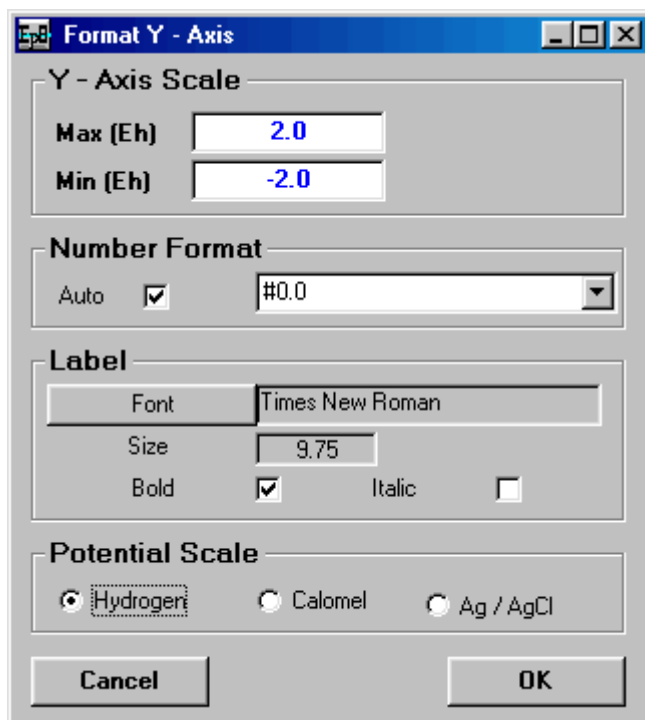 EpH Format Y - Axis
Y - Axis Scale
Max (Eh) 2.0
Min (Eh) -2.0
Number Format
Auto #0.0
Label
Font Times New Roman
Size 9.75
Bold Italic
Potential Scale
Hydrogen Calomel Ag / AgCl
Cancel OK